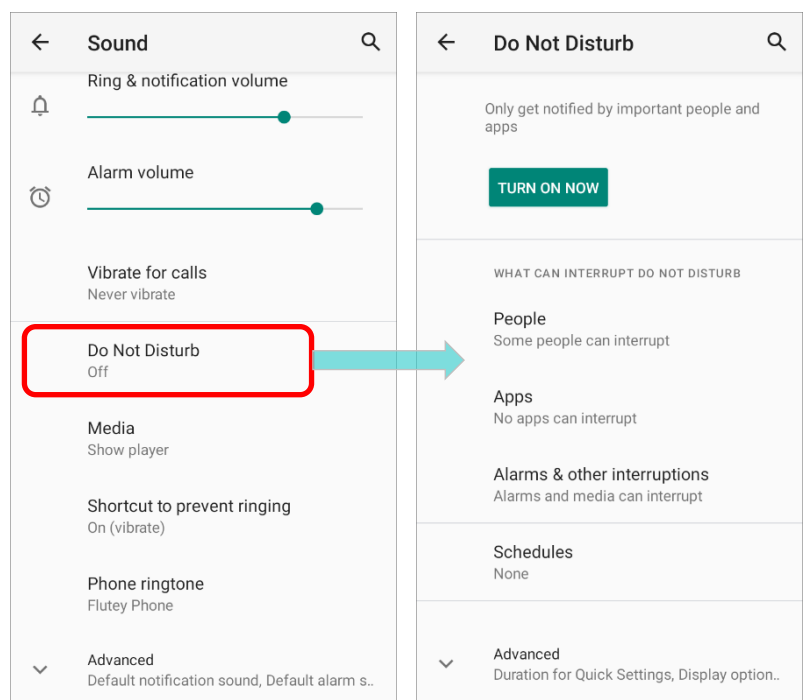 Sound
Ring & notification volume
Alarm volume
Vibrate for calls
Never vibrate
Do Not Disturb
Off
Media
Show player
Shortcut to prevent ringing
On (vibrate)
Phone ringtone
Flutey Phone
Advanced
Default notification sound, Default alarm s..
Do Not Disturb
Only get notified by important people and
apps
TURN ON NOW
WHAT CAN INTERRUPT DO NOT DISTURB
People
Some people can interrupt
Apps
No apps can interrupt
Alarms & other interruptions
Alarms and media can interrupt
Schedules
None
Advanced
Duration for Quick Settings, Display option..